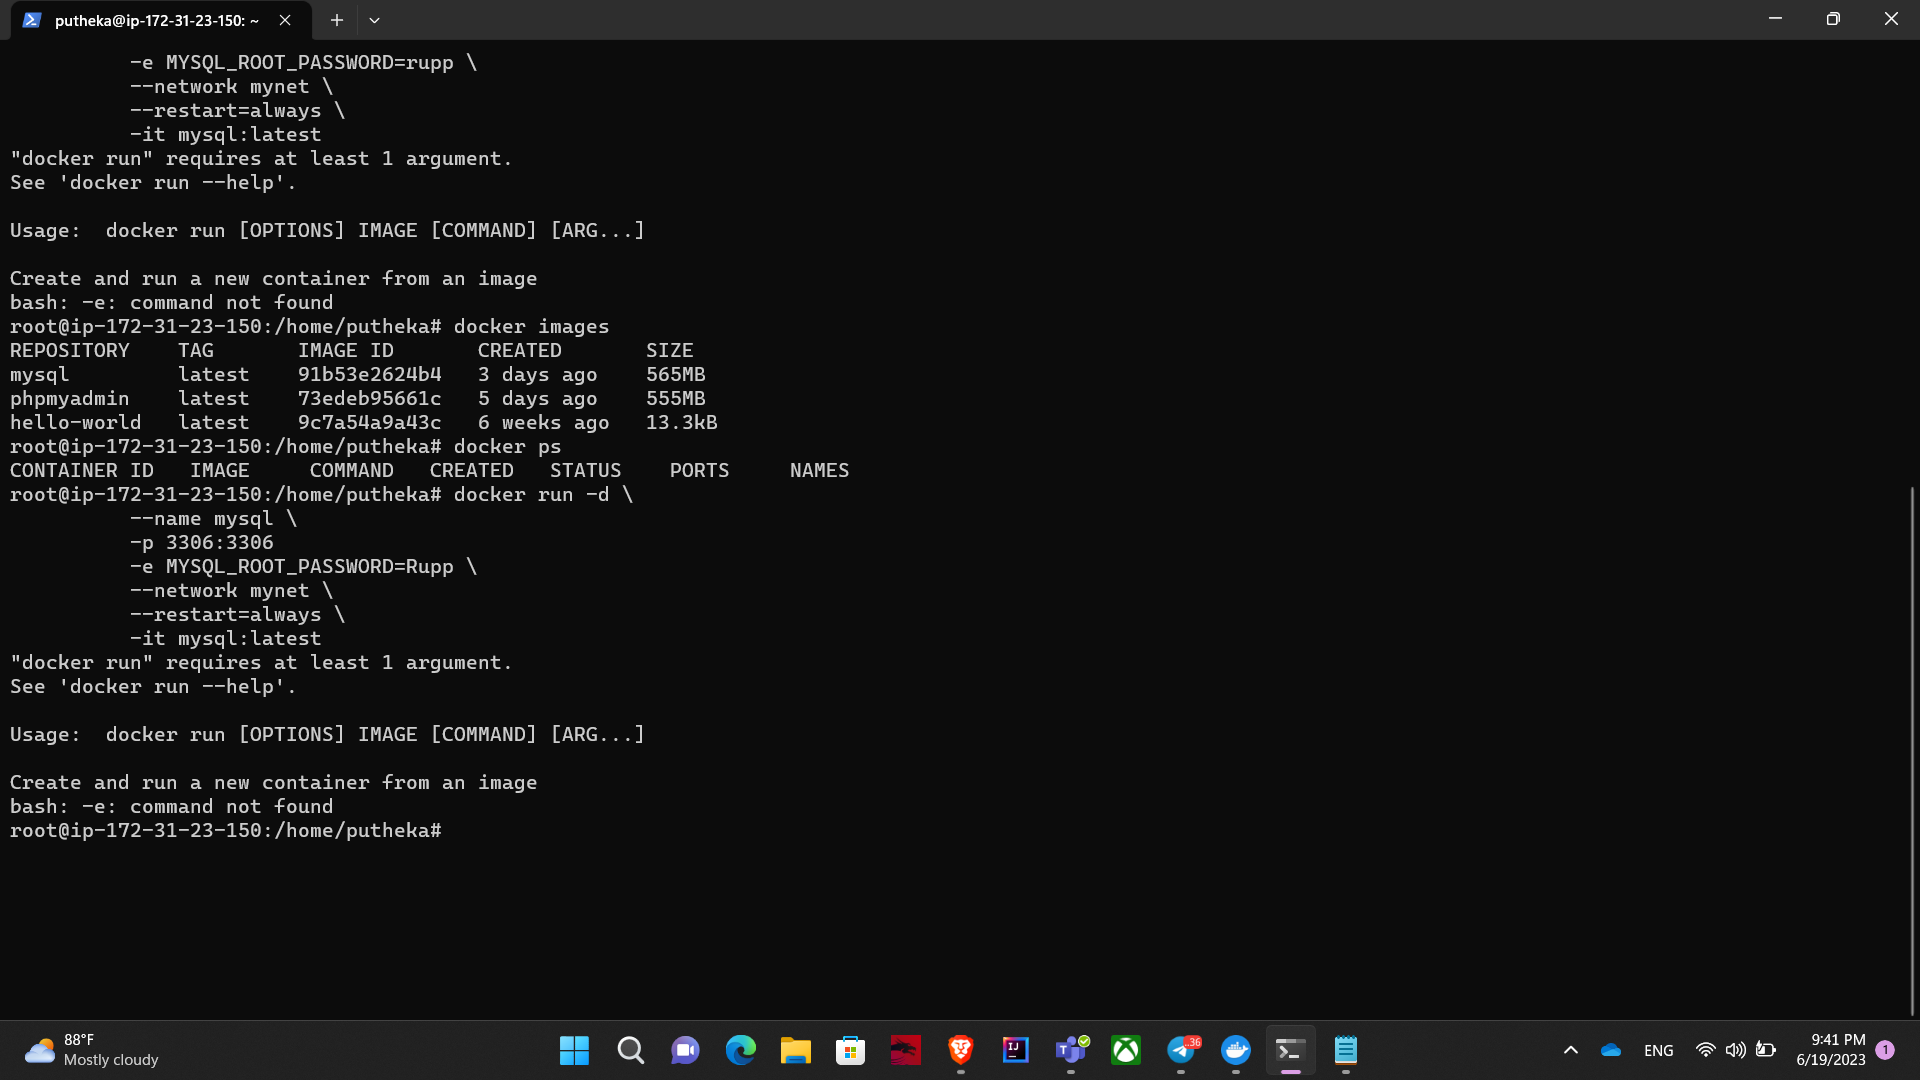 putheka@ip-172-31-23-150: ~
          -e MYSQL_ROOT_PASSWORD=rupp \
          --network mynet \
          --restart=always \
          -it mysql:latest
"docker run" requires at least 1 argument.
See 'docker run --help'.

Usage:  docker run [OPTIONS] IMAGE [COMMAND] [ARG...]

Create and run a new container from an image
bash: -e: command not found
root@ip-172-31-23-150:/home/putheka# docker images
REPOSITORY    TAG       IMAGE ID       CREATED       SIZE
mysql         latest    91b53e2624b4   3 days ago    565MB
phpmyadmin    latest    73edeb95661c   5 days ago    555MB
hello-world   latest    9c7a54a9a43c   6 weeks ago   13.3kB
root@ip-172-31-23-150:/home/putheka# docker ps
CONTAINER ID   IMAGE     COMMAND   CREATED   STATUS    PORTS     NAMES
root@ip-172-31-23-150:/home/putheka# docker run -d \
          --name mysql \
          -p 3306:3306
          -e MYSQL_ROOT_PASSWORD=Rupp \
          --network mynet \
          --restart=always \
          -it mysql:latest
"docker run" requires at least 1 argument.
See 'docker run --help'.

Usage:  docker run [OPTIONS] IMAGE [COMMAND] [ARG...]

Create and run a new container from an image
bash: -e: command not found
root@ip-172-31-23-150:/home/putheka#
88°F
Mostly cloudy
IJ
T
..36
ENG
9:41 PM
6/19/2023
1